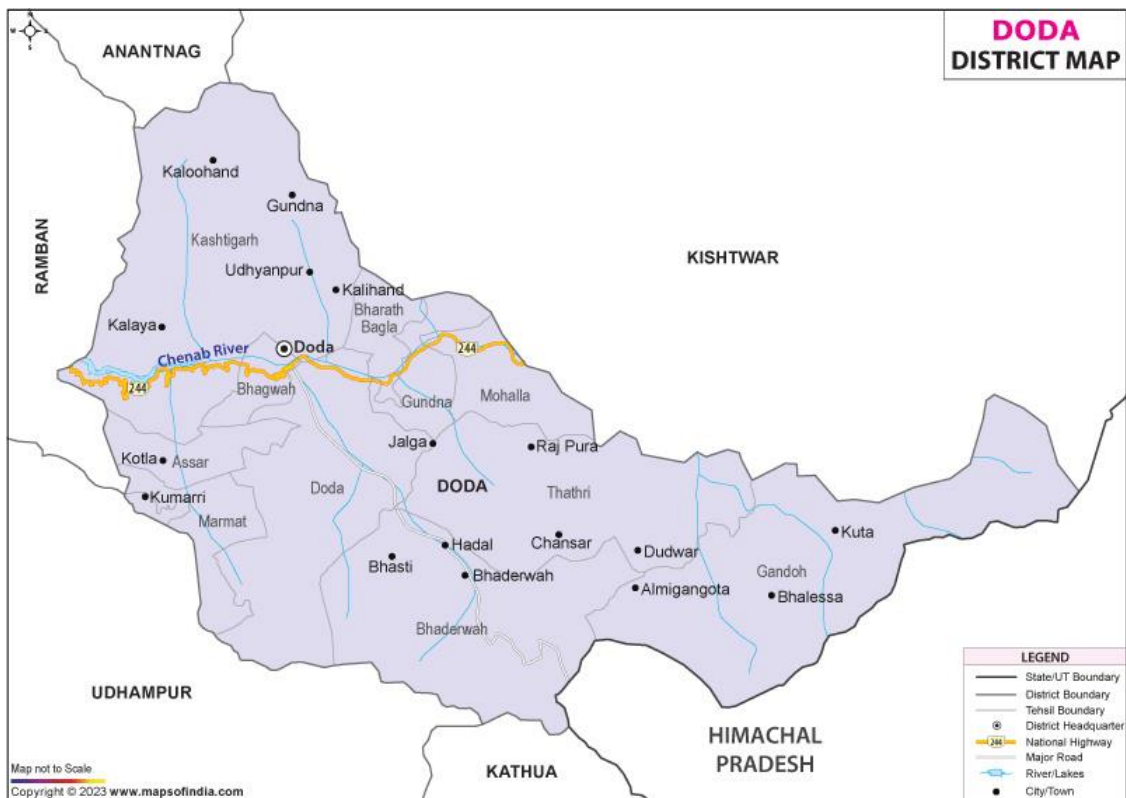 DODA
DISTRICT MAP
N
W
E
S
ANANTNAG
RAMBAN
KISHTWAR
Kaloohand
Gundna
Kashtigarh
Udhyanpur
Kalihand
Bharath
Bagla
Kalaya
Chenab River
Doda
244
244
Bhagwah
Gundna
Mohalla
Jalga
Raj Pura
Kotla
Assar
Kumarri
Doda
DODA
Thathri
Marmat
Hadal
Chansar
Kuta
Bhasti
Dudwar
Bhaderwah
Gandoh
Almigangota
Bhalessa
Bhaderwah
UDHAMPUR
HIMACHAL
PRADESH
KATHUA
LEGEND
State/UT Boundary
District Boundary
Tehsil Boundary
District Headquarter
244
National Highway
Major Road
River/Lakes
City/Town
Map not to Scale
Copyright © 2023 www.mapsofindia.com